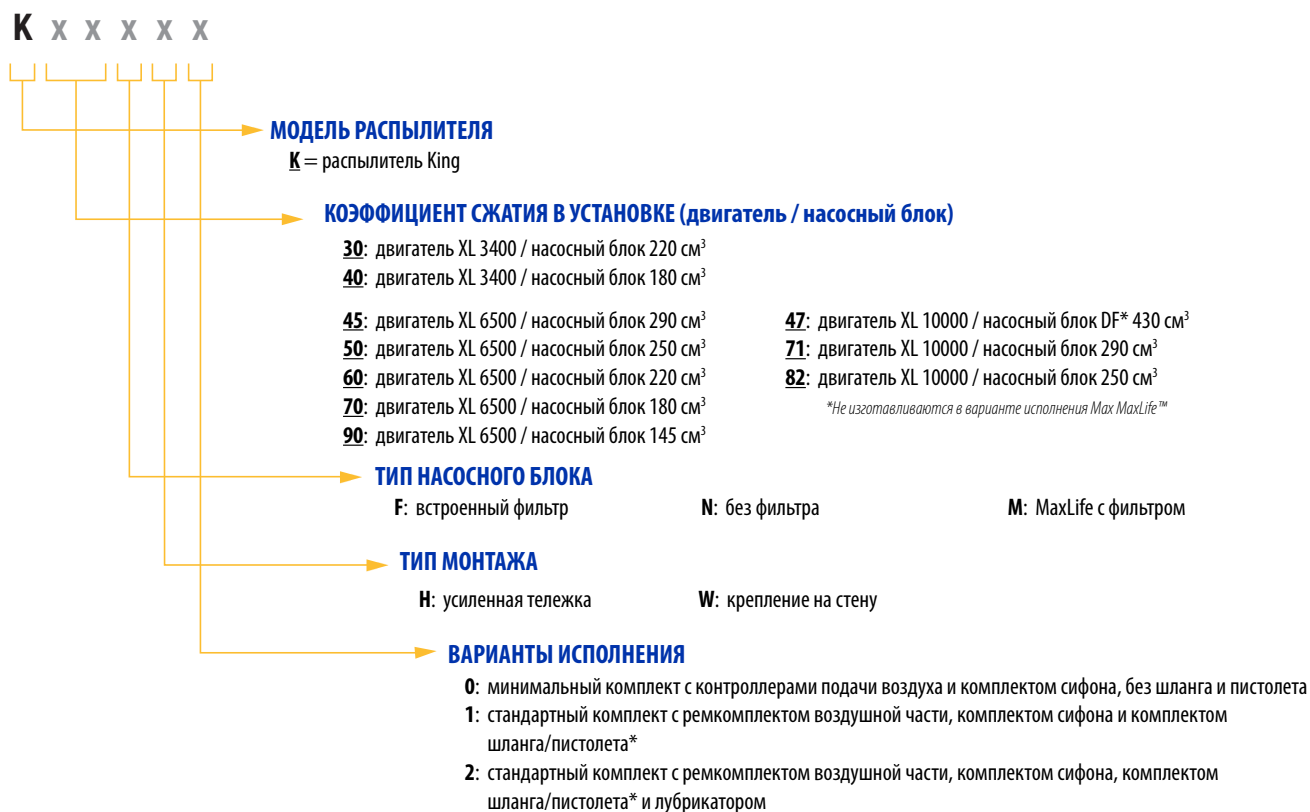 K x x x x x
МОДЕЛЬ РАСПЫЛИТЕЛЯ
K = распылитель King
КОЭФФИЦИЕНТ СЖАТИЯ В УСТАНОВКЕ (двигатель / насосный блок)
30: двигатель XL 3400 / насосный блок 220 см³
40: двигатель XL 3400 / насосный блок 180 см³
45: двигатель XL 6500 / насосный блок 290 см³
50: двигатель XL 6500 / насосный блок 250 см³
60: двигатель XL 6500 / насосный блок 220 см³
70: двигатель XL 6500 / насосный блок 180 см³
90: двигатель XL 6500 / насосный блок 145 см³
47: двигатель XL 10000 / насосный блок DF* 430 см³
71: двигатель XL 10000 / насосный блок 290 см³
82: двигатель XL 10000 / насосный блок 250 см³
*Не изготавливаются в варианте исполнения Max MaxLife™
ТИП НАСОСНОГО БЛОКА
F: встроенный фильтр
N: без фильтра
M: MaxLife с фильтром
ТИП МОНТАЖА
H: усиленная тележка
W: крепление на стену
ВАРИАНТЫ ИСПОЛНЕНИЯ
0: минимальный комплект с контроллерами подачи воздуха и комплектом сифона, без шланга и пистолета
1: стандартный комплект с ремкомплектом воздушной части, комплектом сифона и комплектом
шланга/пистолета*
2: стандартный комплект с ремкомплектом воздушной части, комплектом сифона, комплектом
шланга/пистолета* и лубрикатором